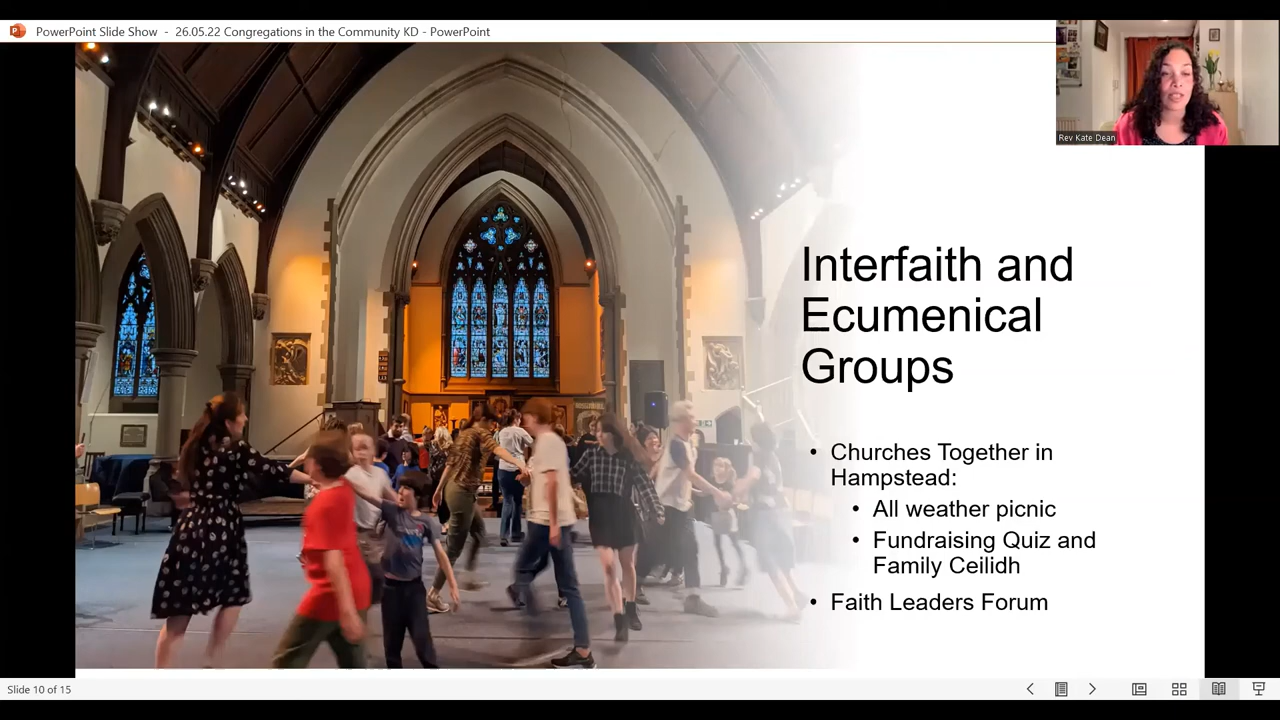 PowerPoint Slide Show - 26.05.22 Congregations in the Community KD - PowerPoint
Rev Kate Dean
Interfaith and
Ecumenical
Groups
• Churches Together in
Hampstead:
• All weather picnic
• Fundraising Quiz and
Family Ceilidh
• Faith Leaders Forum
Slide 10 of 15